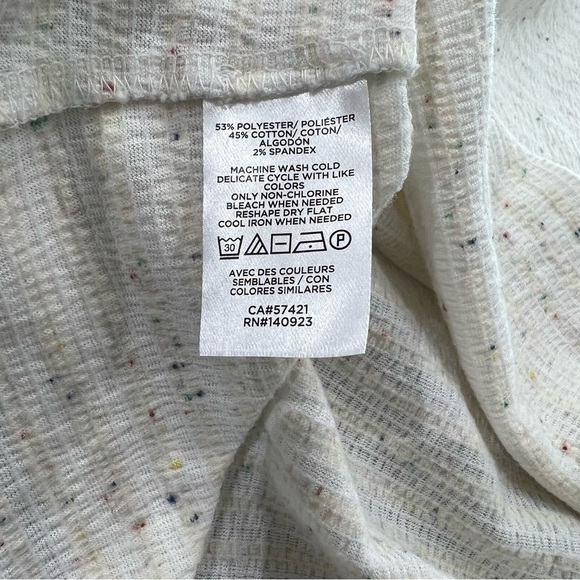 53% POLYESTER/ POLIÉSTER
45% COTTON/ COTON/
ALGODÓN
2% SPANDEX
MACHINE WASH COLD
DELICATE CYCLE WITH LIKE
COLORS
ONLY NON-CHLORINE
BLEACH WHEN NEEDED
RESHAPE DRY FLAT
COOL IRON WHEN NEEDED
30 P
AVEC DES COULEURS
SEMBLABLES / CON
COLORES SIMILARES
CA#57421
RN#140923